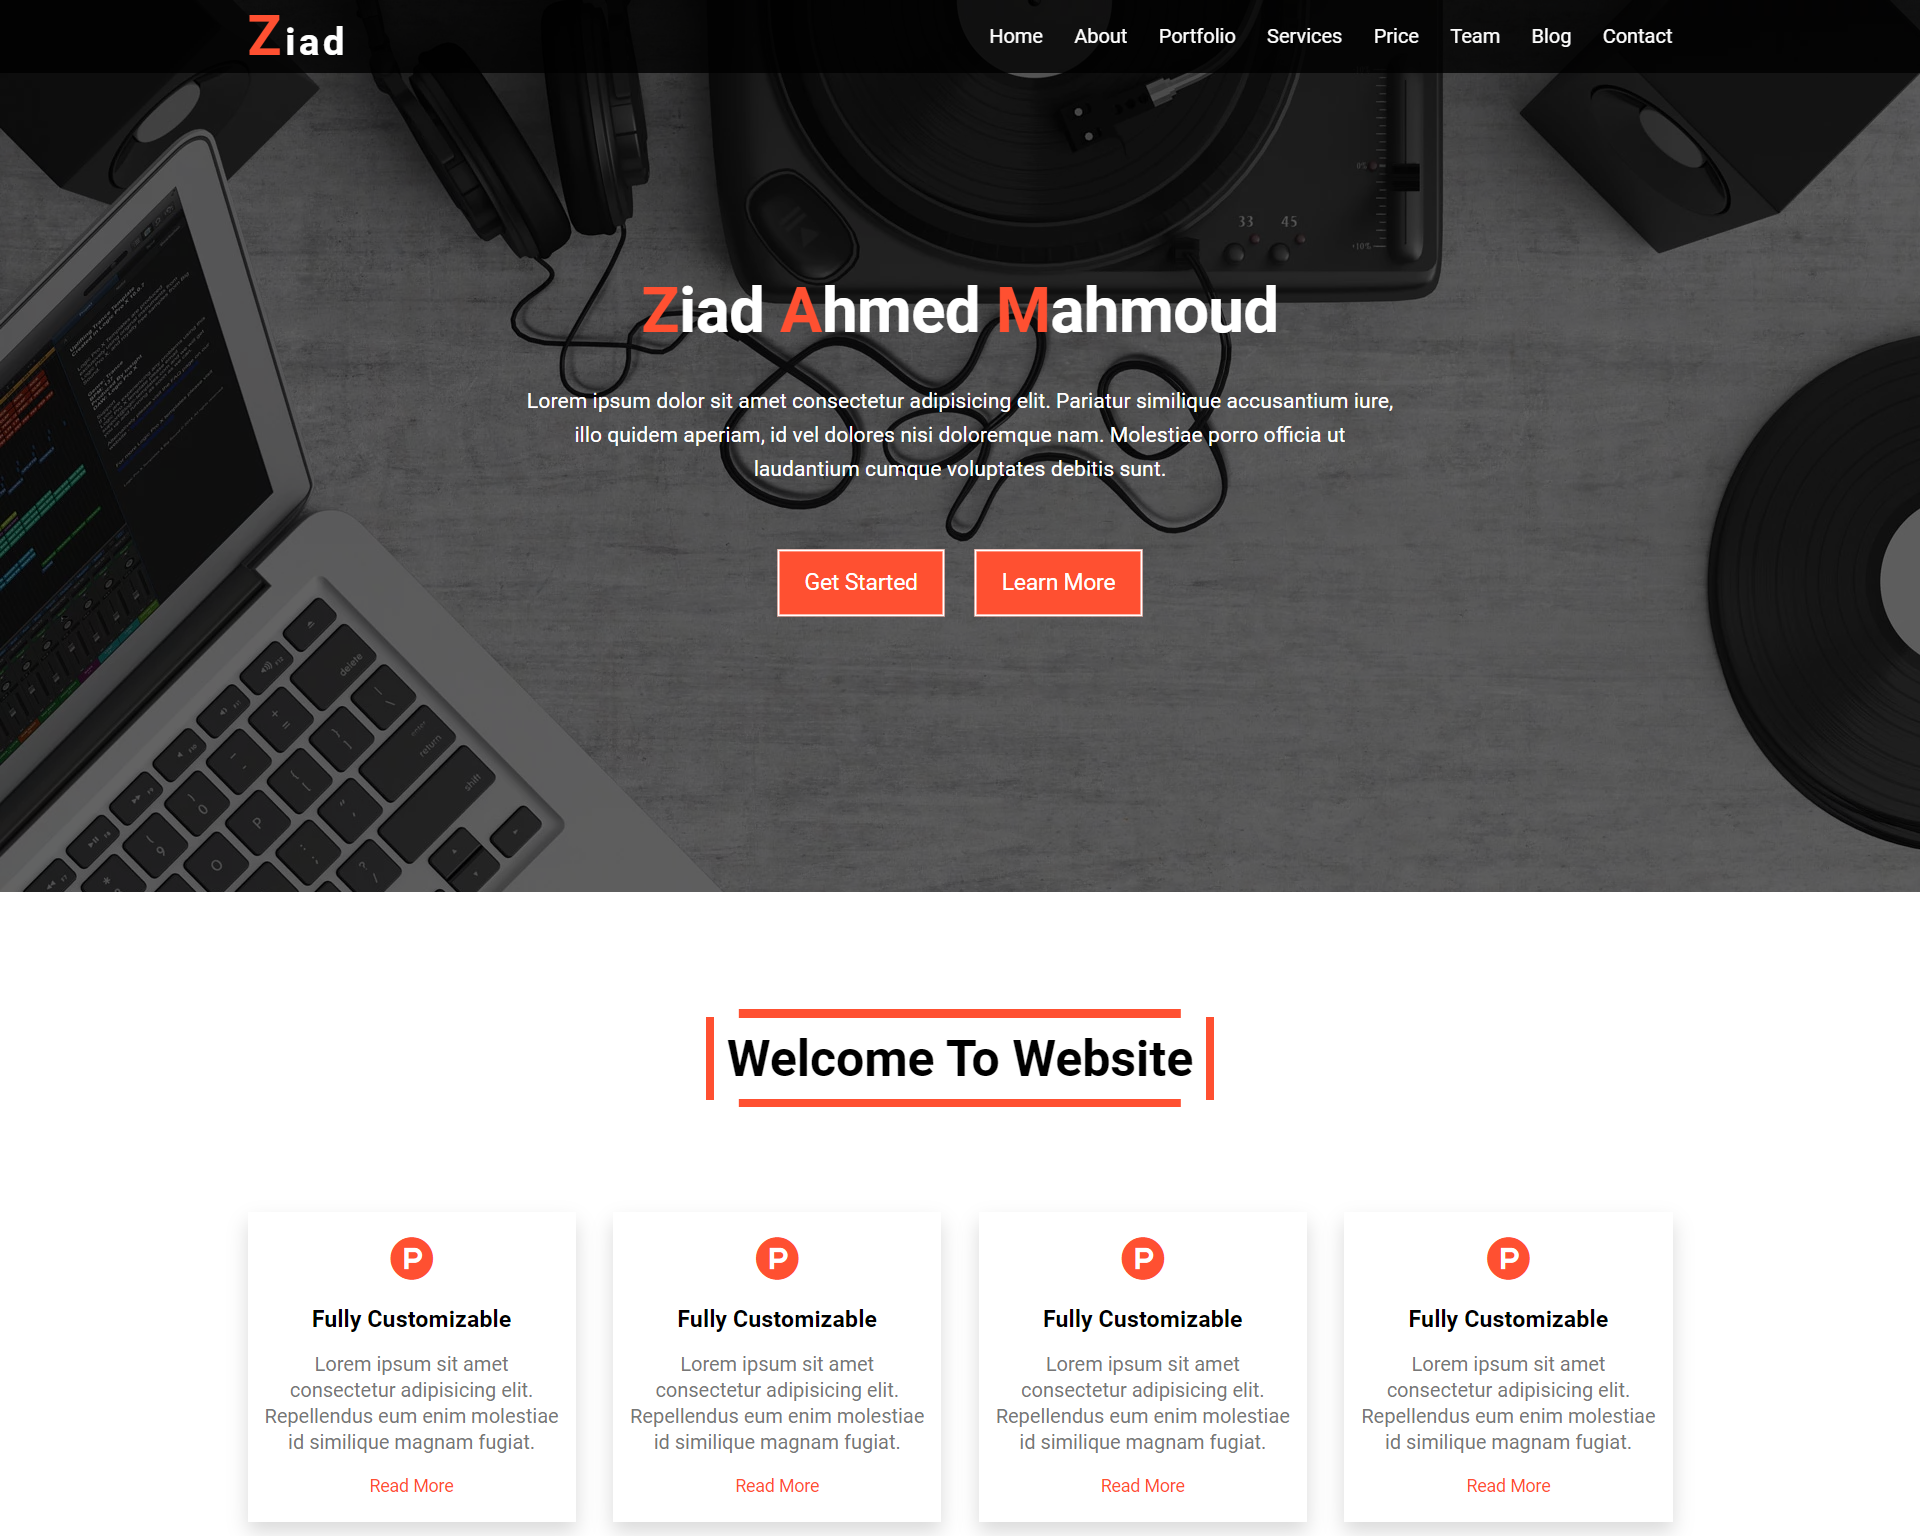 Ziad
Home About Portfolio Services Price Team Blog Contact
33 45
Ziad Ahmed Mahmoud
Lorem ipsum dolor sit amet consectetur adipisicing elit. Pariatur similique accusantium iure,
illo quidem aperiam, id vel dolores nisi doloremque nam. Molestiae porro officia ut
laudantium cumque voluptates debitis sunt.
Get Started Learn More
delete
return
shift
Welcome To Website
P
Fully Customizable
Lorem ipsum sit amet
consectetur adipisicing elit.
Repellendus eum enim molestiae
id similique magnam fugiat.
Read More
P
Fully Customizable
Lorem ipsum sit amet
consectetur adipisicing elit.
Repellendus eum enim molestiae
id similique magnam fugiat.
Read More
P
Fully Customizable
Lorem ipsum sit amet
consectetur adipisicing elit.
Repellendus eum enim molestiae
id similique magnam fugiat.
Read More
P
Fully Customizable
Lorem ipsum sit amet
consectetur adipisicing elit.
Repellendus eum enim molestiae
id similique magnam fugiat.
Read More